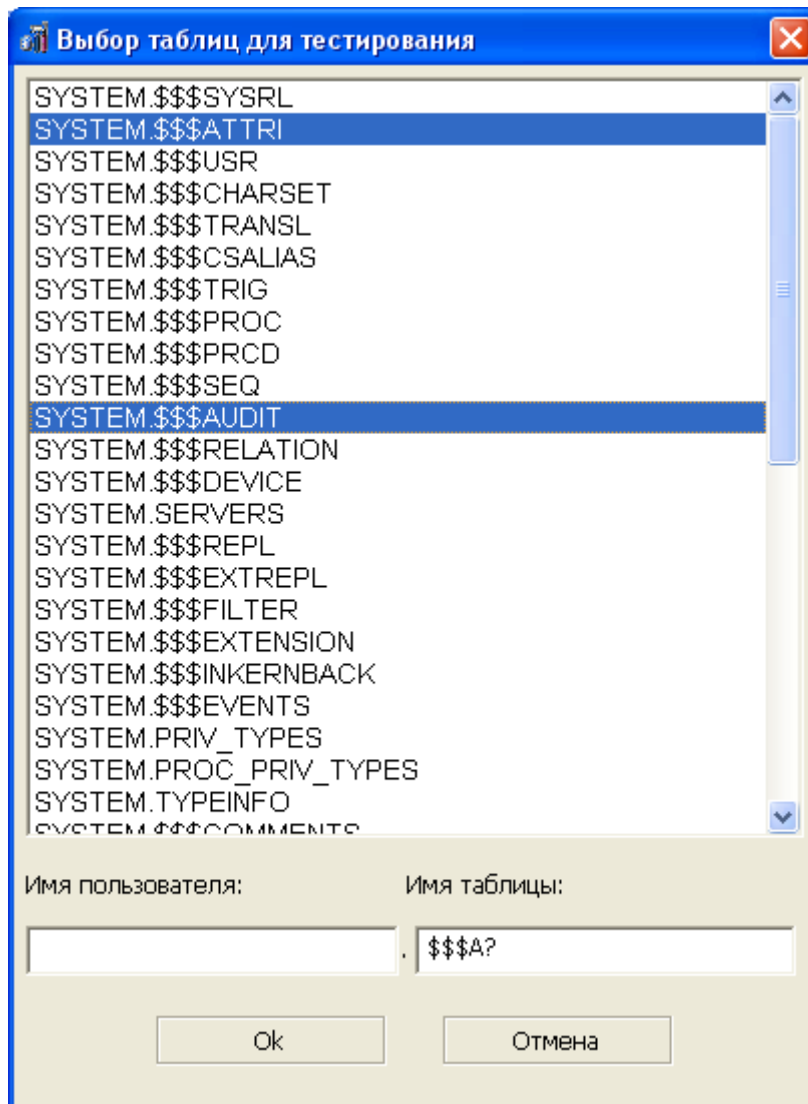 Выбор таблиц для тестирования
SYSTEM.$$$SYSRL
SYSTEM.$$$ATTRI
SYSTEM.$$$USR
SYSTEM.$$$CHARSET
SYSTEM.$$$TRANSL
SYSTEM.$$$CSALIAS
SYSTEM.$$$TRIG
SYSTEM.$$$PROC
SYSTEM.$$$PRCD
SYSTEM.$$$SEQ
SYSTEM.$$$AUDIT
SYSTEM.$$$RELATION
SYSTEM.$$$DEVICE
SYSTEM.SERVERS
SYSTEM.$$$REPL
SYSTEM.$$$EXTREPL
SYSTEM.$$$FILTER
SYSTEM.$$$EXTENSION
SYSTEM.$$$INKERNBACK
SYSTEM.$$$EVENTS
SYSTEM.PRIV_TYPES
SYSTEM.PROC_PRIV_TYPES
SYSTEM.TYPEINFO
SYSTEM.$$$COMMENTS
Имя пользователя: Имя таблицы:
. $$$A?
Ok Отмена